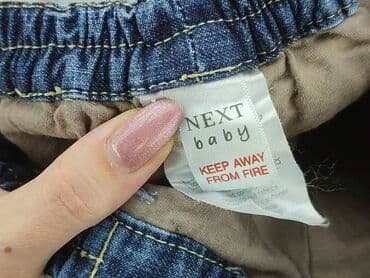 NEXT
baby
KEEP AWAY
FROM FIRE